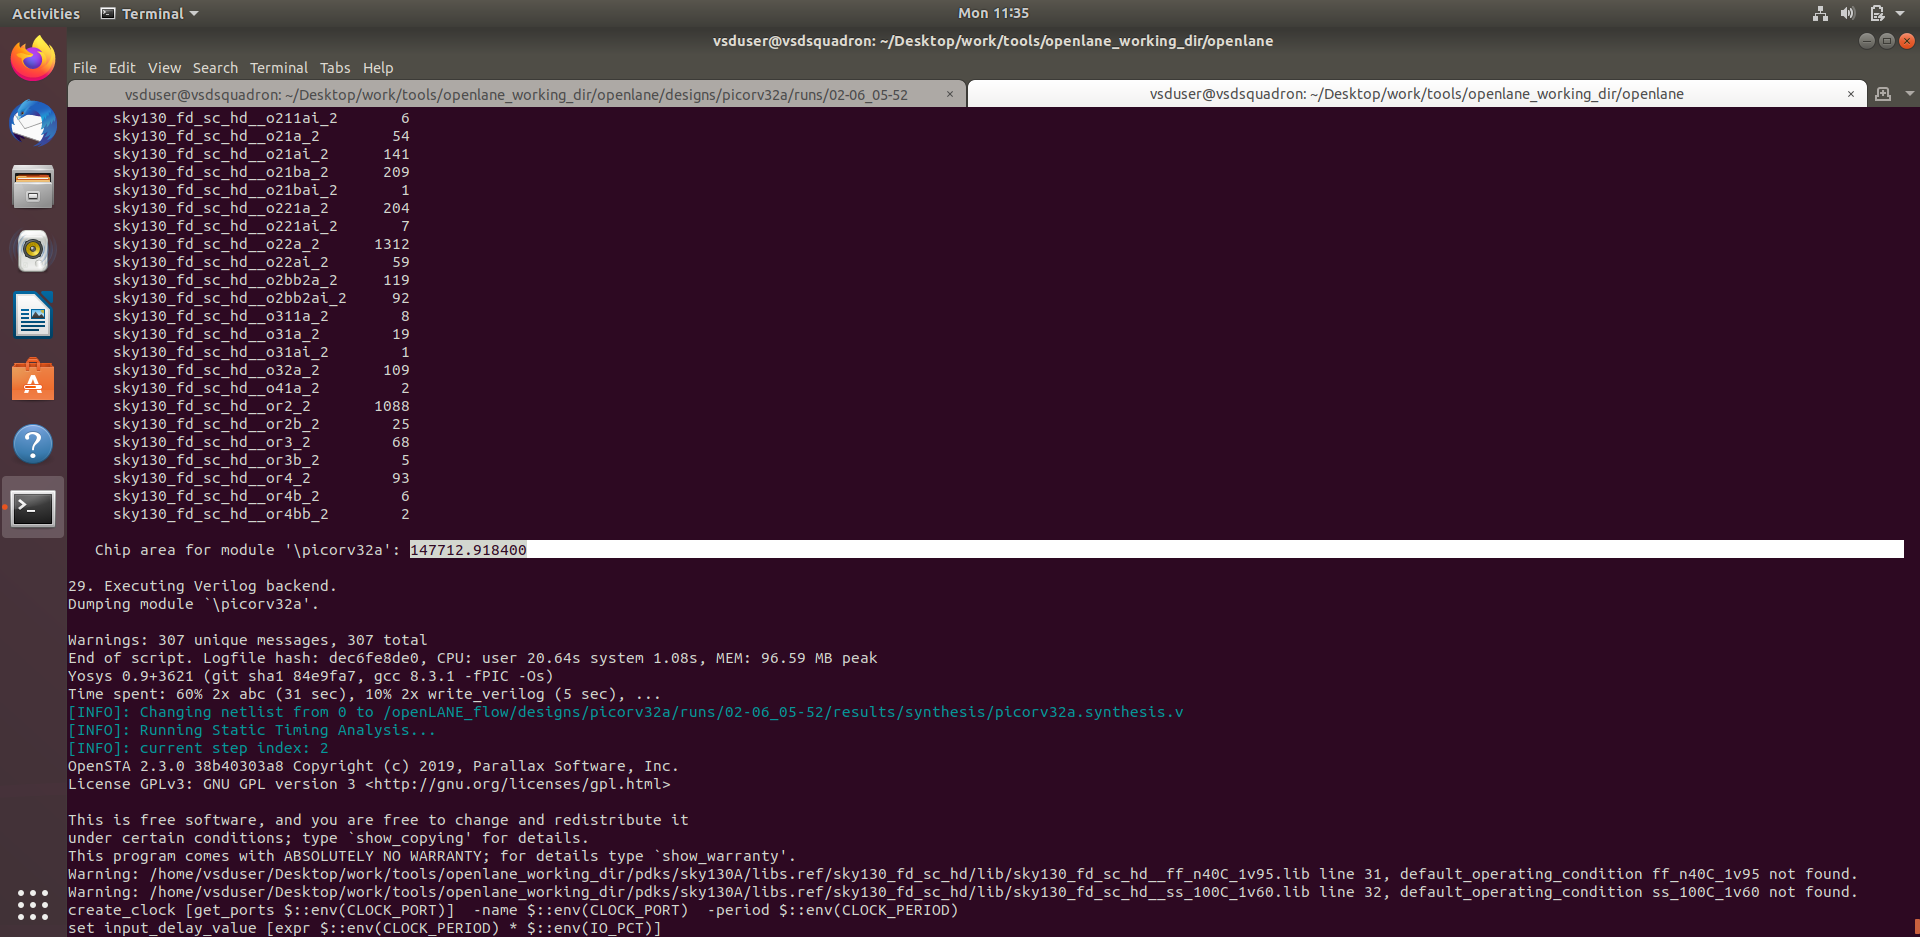 Activities
Terminal
Mon 11:35
vsduser@vsdsquadron: ~/Desktop/work/tools/openlane_working_dir/openlane
File Edit View Search Terminal Tabs Help
vsduser@vsdsquadron: ~/Desktop/work/tools/openlane_working_dir/openlane/designs/picorv32a/runs/02-06_05-52 ×
vsduser@vsdsquadron: ~/Desktop/work/tools/openlane_working_dir/openlane ×
sky130_fd_sc_hd__o211ai_2 6
sky130_fd_sc_hd__o21a_2 54
sky130_fd_sc_hd__o21ai_2 141
sky130_fd_sc_hd__o21ba_2 209
sky130_fd_sc_hd__o21bai_2 1
sky130_fd_sc_hd__o221a_2 204
sky130_fd_sc_hd__o221ai_2 7
sky130_fd_sc_hd__o22a_2 1312
sky130_fd_sc_hd__o22ai_2 59
sky130_fd_sc_hd__o2bb2a_2 119
sky130_fd_sc_hd__o2bb2ai_2 92
sky130_fd_sc_hd__o311a_2 8
sky130_fd_sc_hd__o31a_2 19
sky130_fd_sc_hd__o31ai_2 1
sky130_fd_sc_hd__o32a_2 109
sky130_fd_sc_hd__o41a_2 2
sky130_fd_sc_hd__or2_2 1088
sky130_fd_sc_hd__or2b_2 25
sky130_fd_sc_hd__or3_2 68
sky130_fd_sc_hd__or3b_2 5
sky130_fd_sc_hd__or4_2 93
sky130_fd_sc_hd__or4b_2 6
sky130_fd_sc_hd__or4bb_2 2
Chip area for module '\picorv32a': 147712.918400
29. Executing Verilog backend.
Dumping module `\picorv32a'.
Warnings: 307 unique messages, 307 total
End of script. Logfile hash: dec6fe8de0, CPU: user 20.64s system 1.08s, MEM: 96.59 MB peak
Yosys 0.9+3621 (git sha1 84e9fa7, gcc 8.3.1 -fPIC -Os)
Time spent: 60% 2x abc (31 sec), 10% 2x write_verilog (5 sec), ...
[INFO]: Changing netlist from 0 to /openLANE_flow/designs/picorv32a/runs/02-06_05-52/results/synthesis/picorv32a.synthesis.v
[INFO]: Running Static Timing Analysis...
[INFO]: current step index: 2
OpenSTA 2.3.0 38b40303a8 Copyright (c) 2019, Parallax Software, Inc.
License GPLv3: GNU GPL version 3 <http://gnu.org/licenses/gpl.html>
This is free software, and you are free to change and redistribute it
under certain conditions; type `show_copying' for details.
This program comes with ABSOLUTELY NO WARRANTY; for details type `show_warranty'.
Warning: /home/vsduser/Desktop/work/tools/openlane_working_dir/pdks/sky130A/libs.ref/sky130_fd_sc_hd/lib/sky130_fd_sc_hd__ff_n40C_1v95.lib line 31, default_operating_condition ff_n40C_1v95 not found.
Warning: /home/vsduser/Desktop/work/tools/openlane_working_dir/pdks/sky130A/libs.ref/sky130_fd_sc_hd/lib/sky130_fd_sc_hd__ss_100C_1v60.lib line 32, default_operating_condition ss_100C_1v60 not found.
create_clock [get_ports $::env(CLOCK_PORT)]  -name $::env(CLOCK_PORT)  -period $::env(CLOCK_PERIOD)
set input_delay_value [expr $::env(CLOCK_PERIOD) * $::env(IO_PCT)]